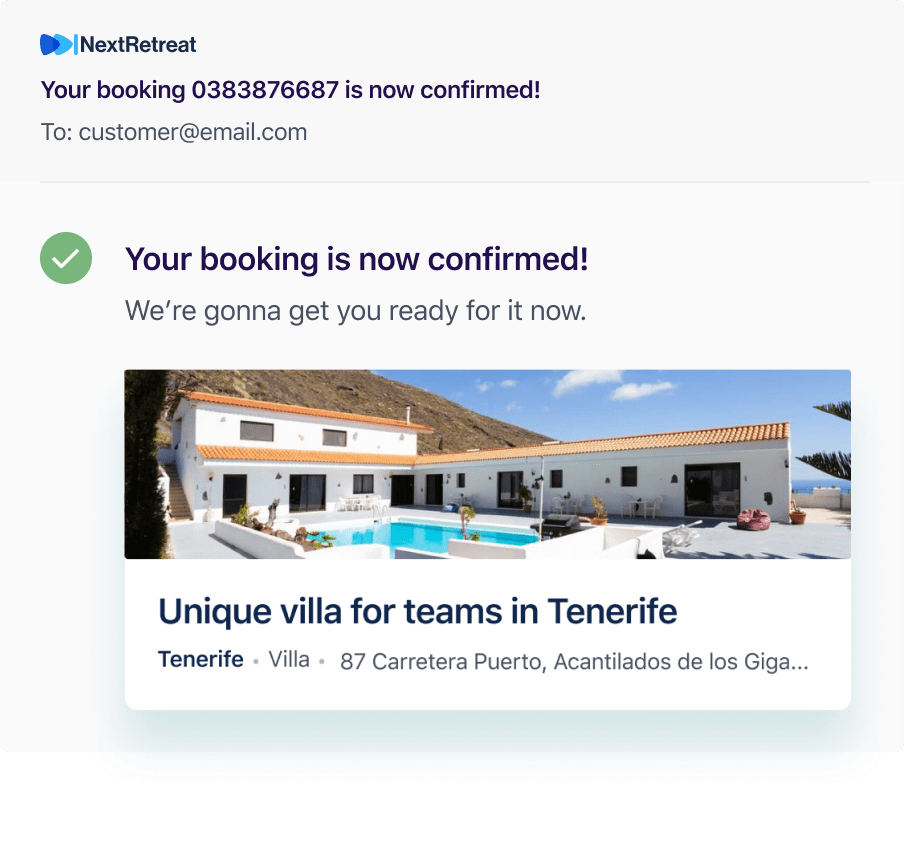 NextRetreat
Your booking 0383876687 is now confirmed!
To: customer@email.com
Your booking is now confirmed!
We’re gonna get you ready for it now.
Unique villa for teams in Tenerife
Tenerife • Villa • 87 Carretera Puerto, Acantilados de los Giga...